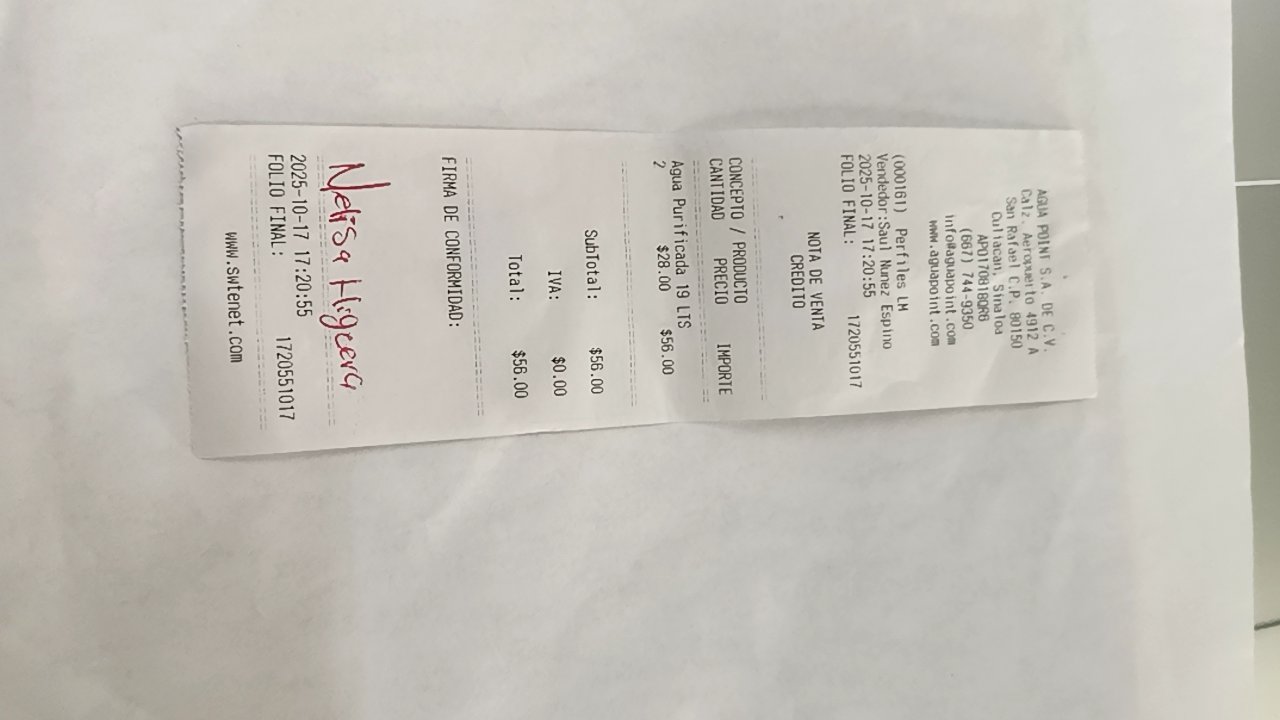 AGUA POINT S.A. DE C.V.
Calz. Aeropuerto 4912 A
San Rafael C.P. 80150
Culiacan, Sinaloa
APO170818QR8
(667) 744-9350
info@aguapoint.com
www.aguapoint.com
(000161) Perfiles LM
Vendedor:Saul Nunez Espino
2025-10-17 17:20:55
FOLIO FINAL: 1720551017
NOTA DE VENTA
CREDITO
CONCEPTO / PRODUCTO
CANTIDAD PRECIO IMPORTE
Agua Purificada 19 LTS
2 $28.00 $56.00
SubTotal: $56.00
IVA: $0.00
Total: $56.00
FIRMA DE CONFORMIDAD:
Melisa Higuera
2025-10-17 17:20:55
FOLIO FINAL: 1720551017
www.swtenet.com